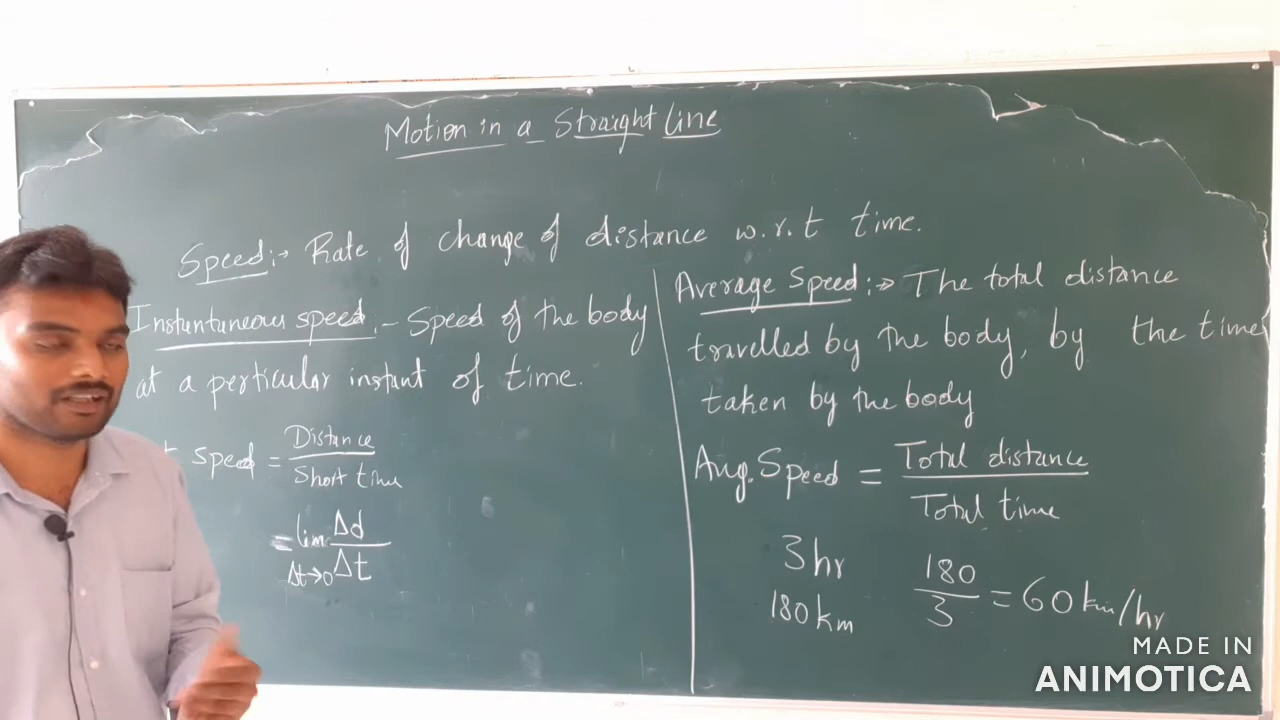 Motion in a Straight Line
Speed :→ Rate of change of distance w.r.t time.
Instuntaneous speed :- Speed of the body
at a perticular instunt of time.
speed = Distance / Short time
= lim Δt→0 Δd / Δt
Average Speed :→ The total distance
travelled by the body, by the time
taken by the body
Avg. Speed = Total distance / Total time
3 hr
180 km
180 / 3 = 60 km/hr
MADE IN
ANIMOTICA